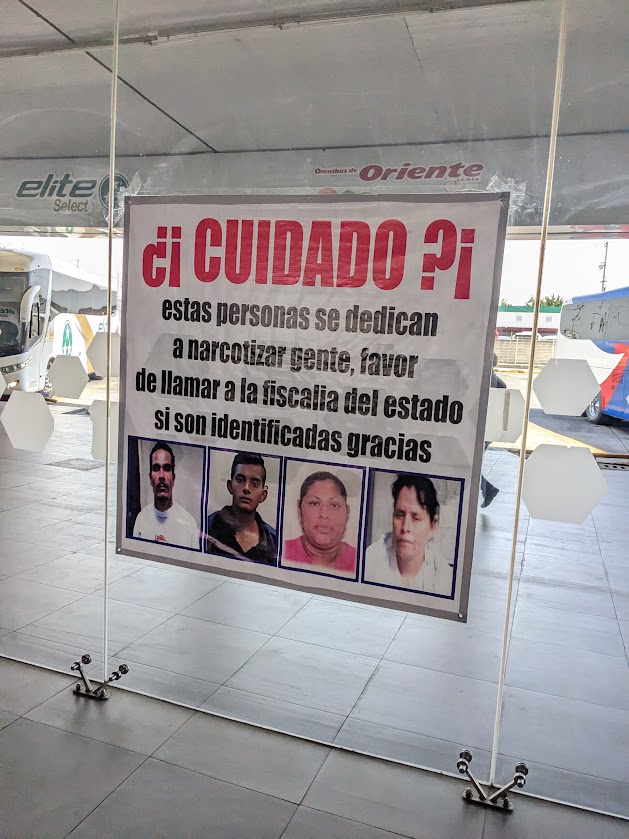 elite
Select
Omnibus de Oriente
¿¡ CUIDADO ?¡
estas personas se dedican
a narcotizar gente, favor
de llamar a la fiscalia del estado
si son identificadas gracias